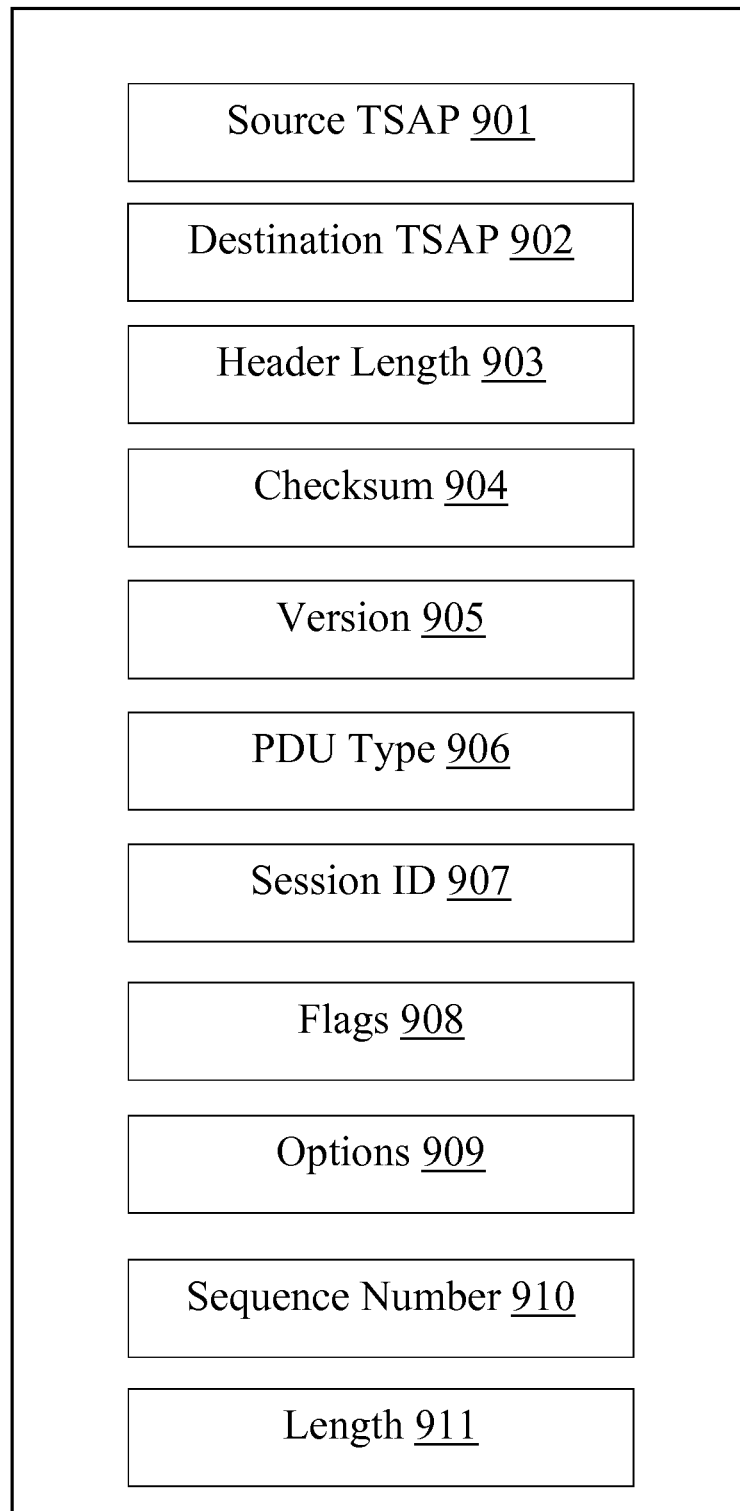 Source TSAP 901
Destination TSAP 902
Header Length 903
Checksum 904
Version 905
PDU Type 906
Session ID 907
Flags 908
Options 909
Sequence Number 910
Length 911